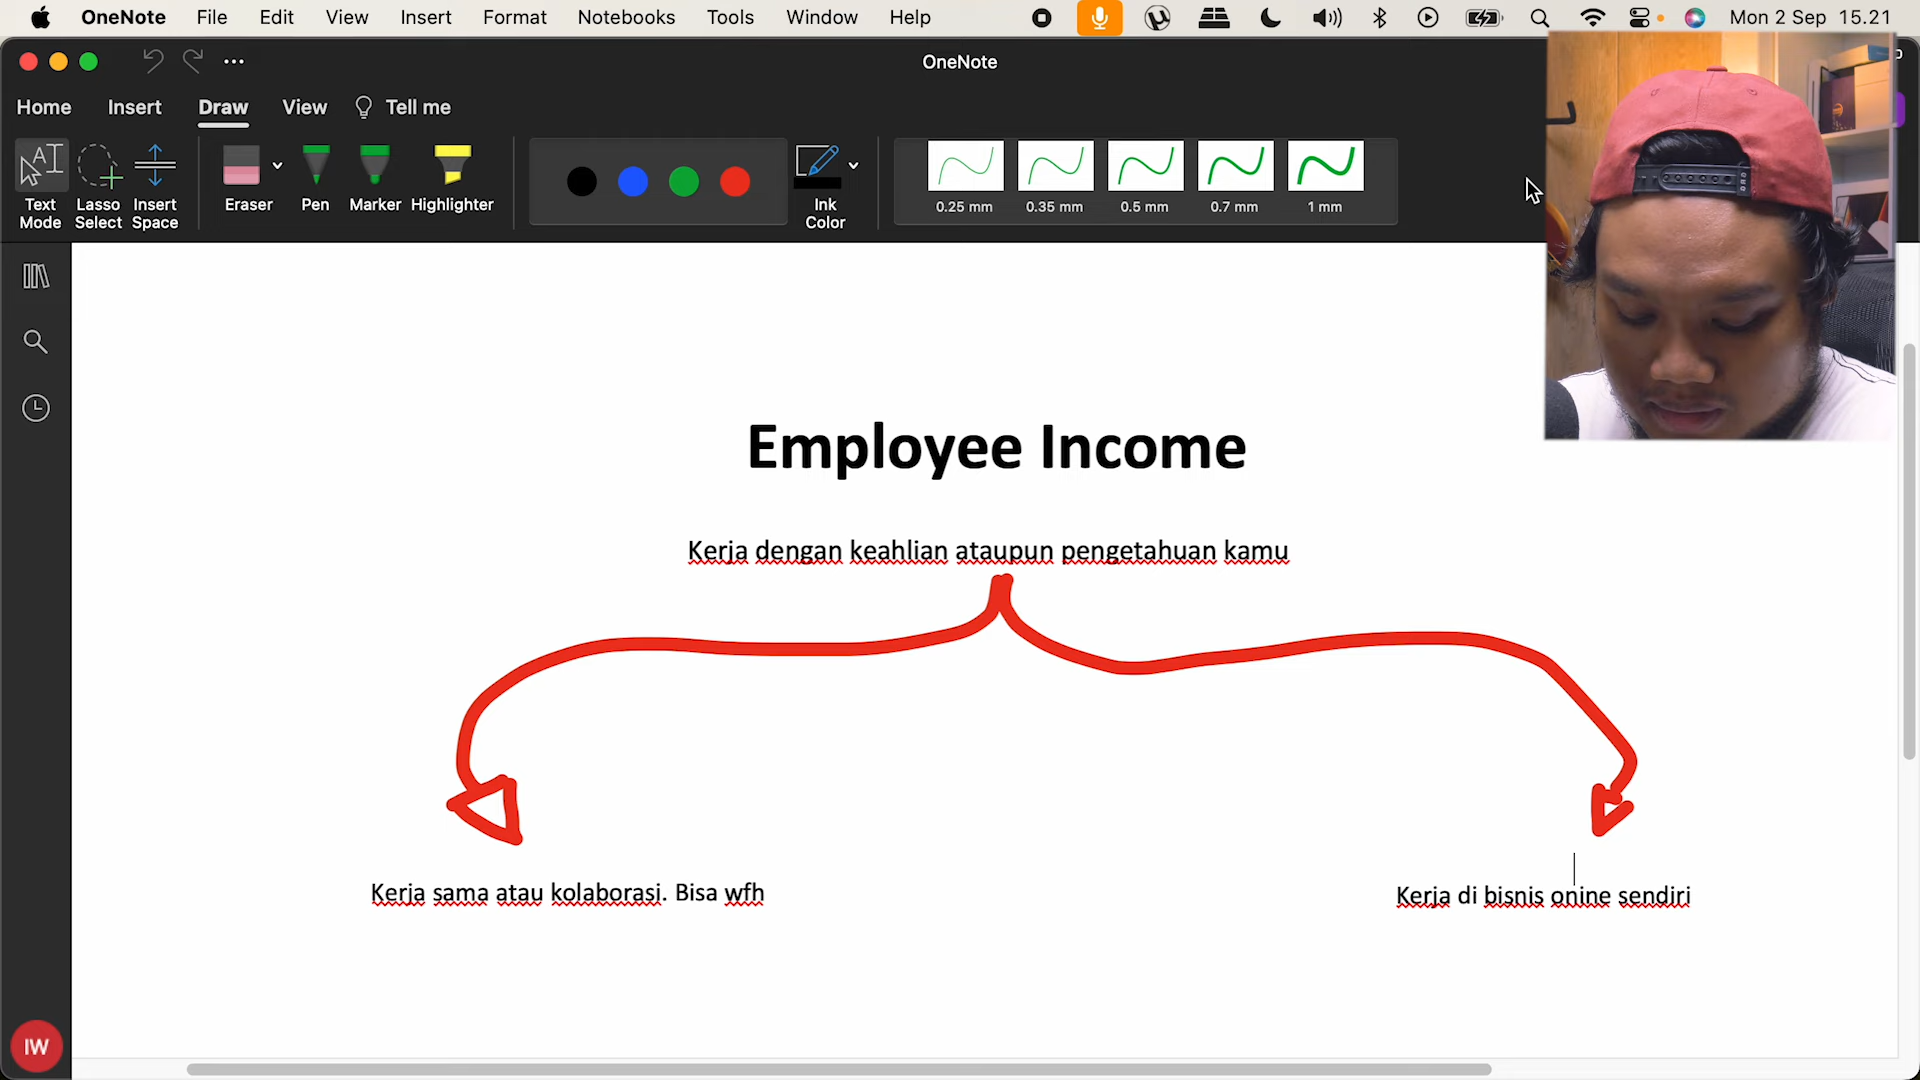 OneNote File Edit View Insert Format Notebooks Tools Window Help Mon 2 Sep 15.21
OneNote
Home Insert Draw View Tell me
Text Mode Lasso Select Insert Space Eraser Pen Marker Highlighter Ink Color 0.25 mm 0.35 mm 0.5 mm 0.7 mm 1 mm
Employee Income
Kerja dengan keahlian ataupun pengetahuan kamu
Kerja sama atau kolaborasi. Bisa wfh
Kerja di bisnis onine sendiri
IW